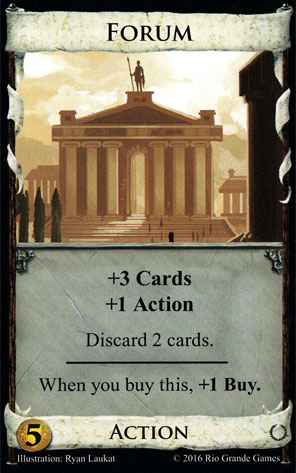 FORUM
+3 Cards
+1 Action
Discard 2 cards.
When you buy this, +1 Buy.
5
ACTION
Illustration: Ryan Laukat
© 2016 Rio Grande Games